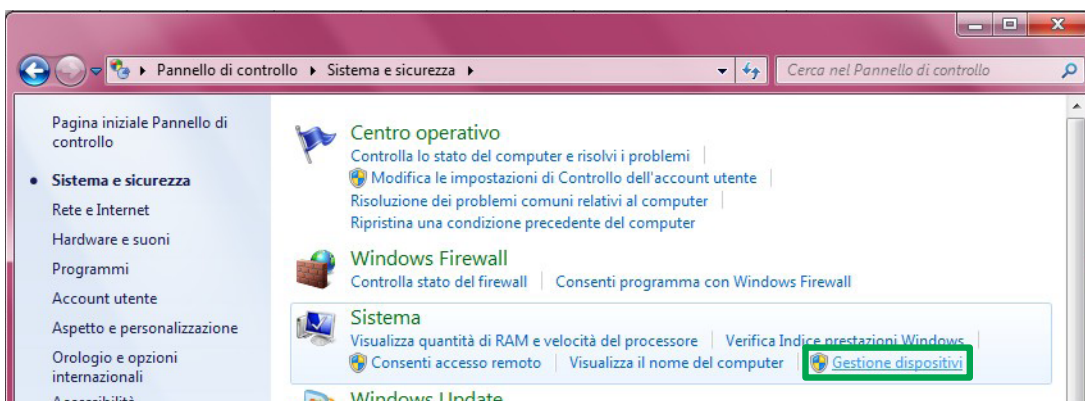 Pannello di controllo Sistema e sicurezza
Cerca nel Pannello di controllo
Pagina iniziale Pannello di
controllo
Sistema e sicurezza
Rete e Internet
Hardware e suoni
Programmi
Account utente
Aspetto e personalizzazione
Orologio e opzioni
internazionali
Accessibilità
Centro operativo
Controlla lo stato del computer e risolvi i problemi
Modifica le impostazioni di Controllo dell'account utente
Risoluzione dei problemi comuni relativi al computer
Ripristina una condizione precedente del computer
Windows Firewall
Controlla stato del firewall Consenti programma con Windows Firewall
Sistema
Visualizza quantità di RAM e velocità del processore Verifica Indice prestazioni Windows
Consenti accesso remoto Visualizza il nome del computer Gestione dispositivi
Windows Update